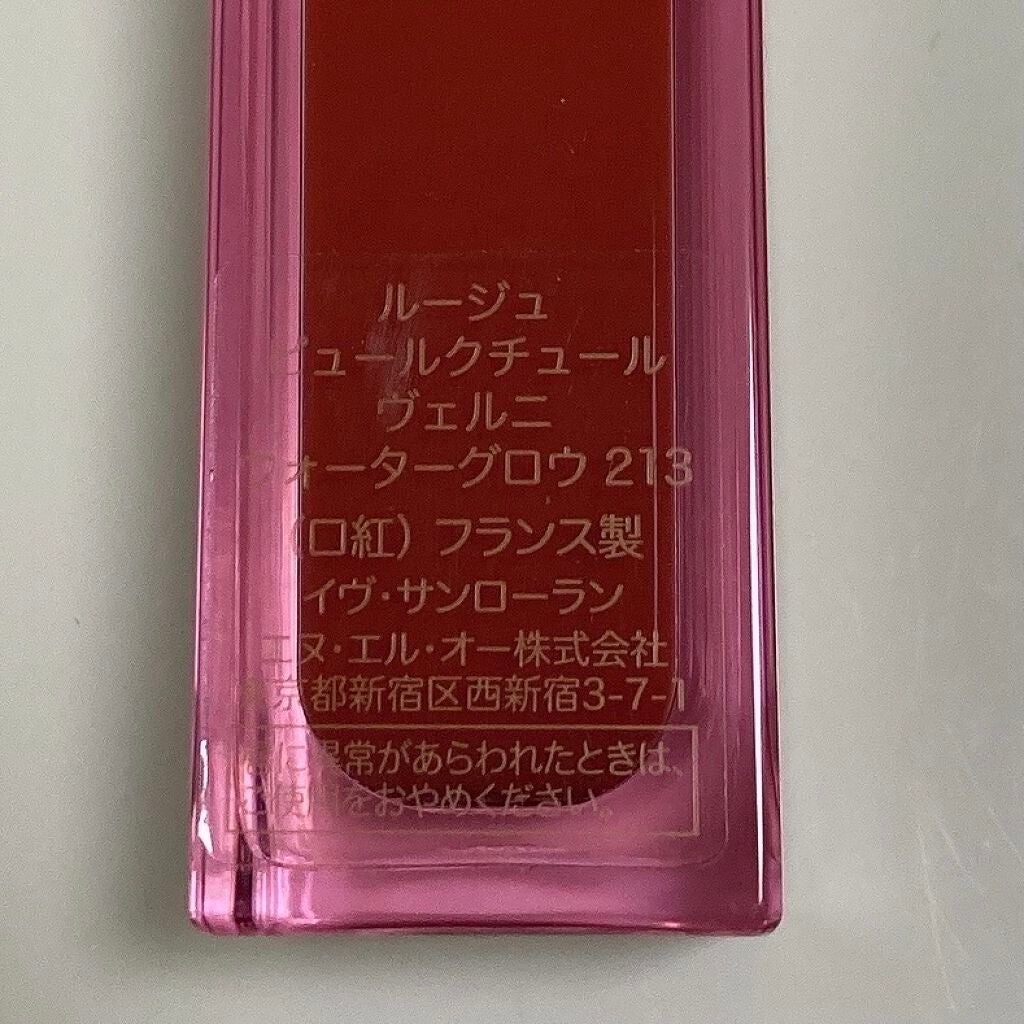 ルージュ
ピュールクチュール
ヴェルニ
ウォーターグロウ 213
(口紅) フランス製
イヴ・サンローラン
エヌ・エル・オー株式会社
東京都新宿区西新宿3-7-1
肌に異常があらわれたときは、
ご使用をおやめください。